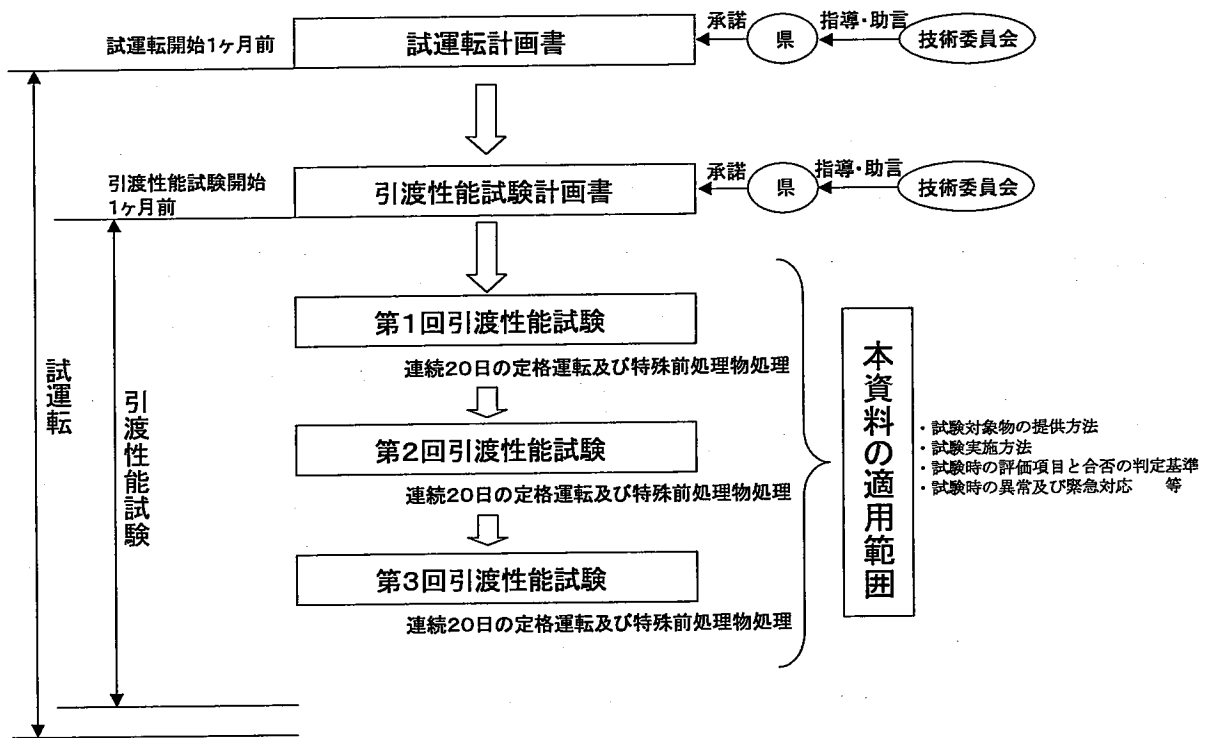 試運転開始1ヶ月前
試運転計画書
承諾
県
指導・助言
技術委員会
引渡性能試験開始
1ヶ月前
引渡性能試験計画書
承諾
県
指導・助言
技術委員会
第1回引渡性能試験
連続20日の定格運転及び特殊前処理物処理
第2回引渡性能試験
連続20日の定格運転及び特殊前処理物処理
第3回引渡性能試験
連続20日の定格運転及び特殊前処理物処理
試運転
引渡性能試験
本資料の適用範囲
・試験対象物の提供方法
・試験実施方法
・試験時の評価項目と合否の判定基準
・試験時の異常及び緊急対応　等